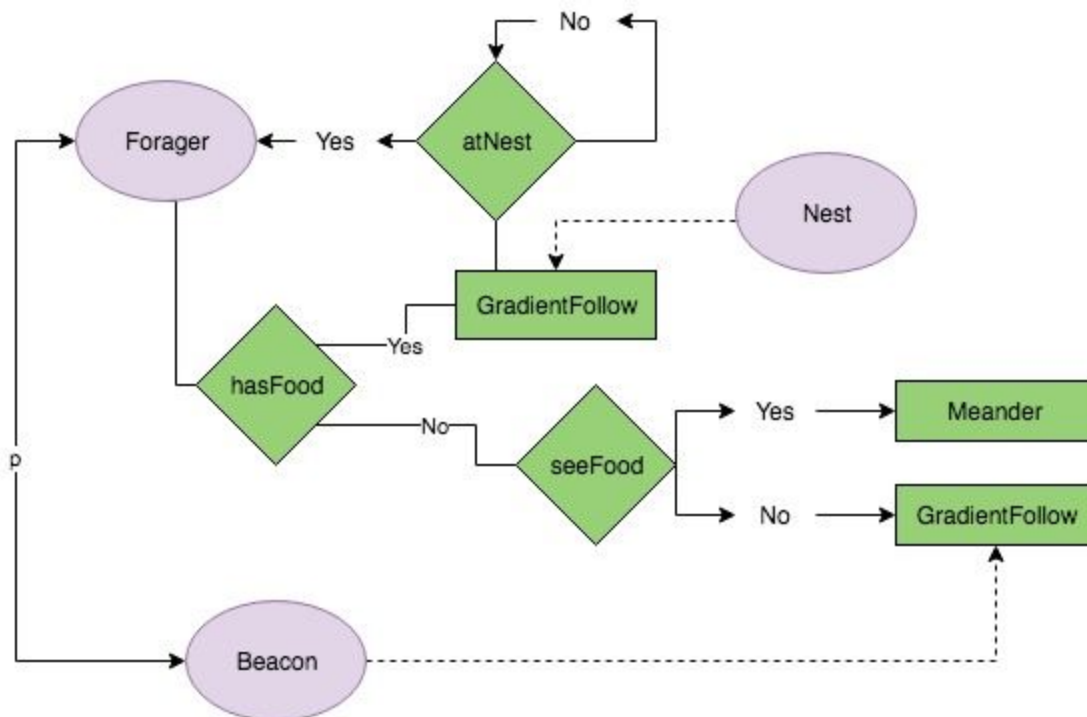 No
Forager
Yes
atNest
Nest
GradientFollow
Yes
hasFood
Yes
Meander
No
seeFood
p
No
GradientFollow
Beacon